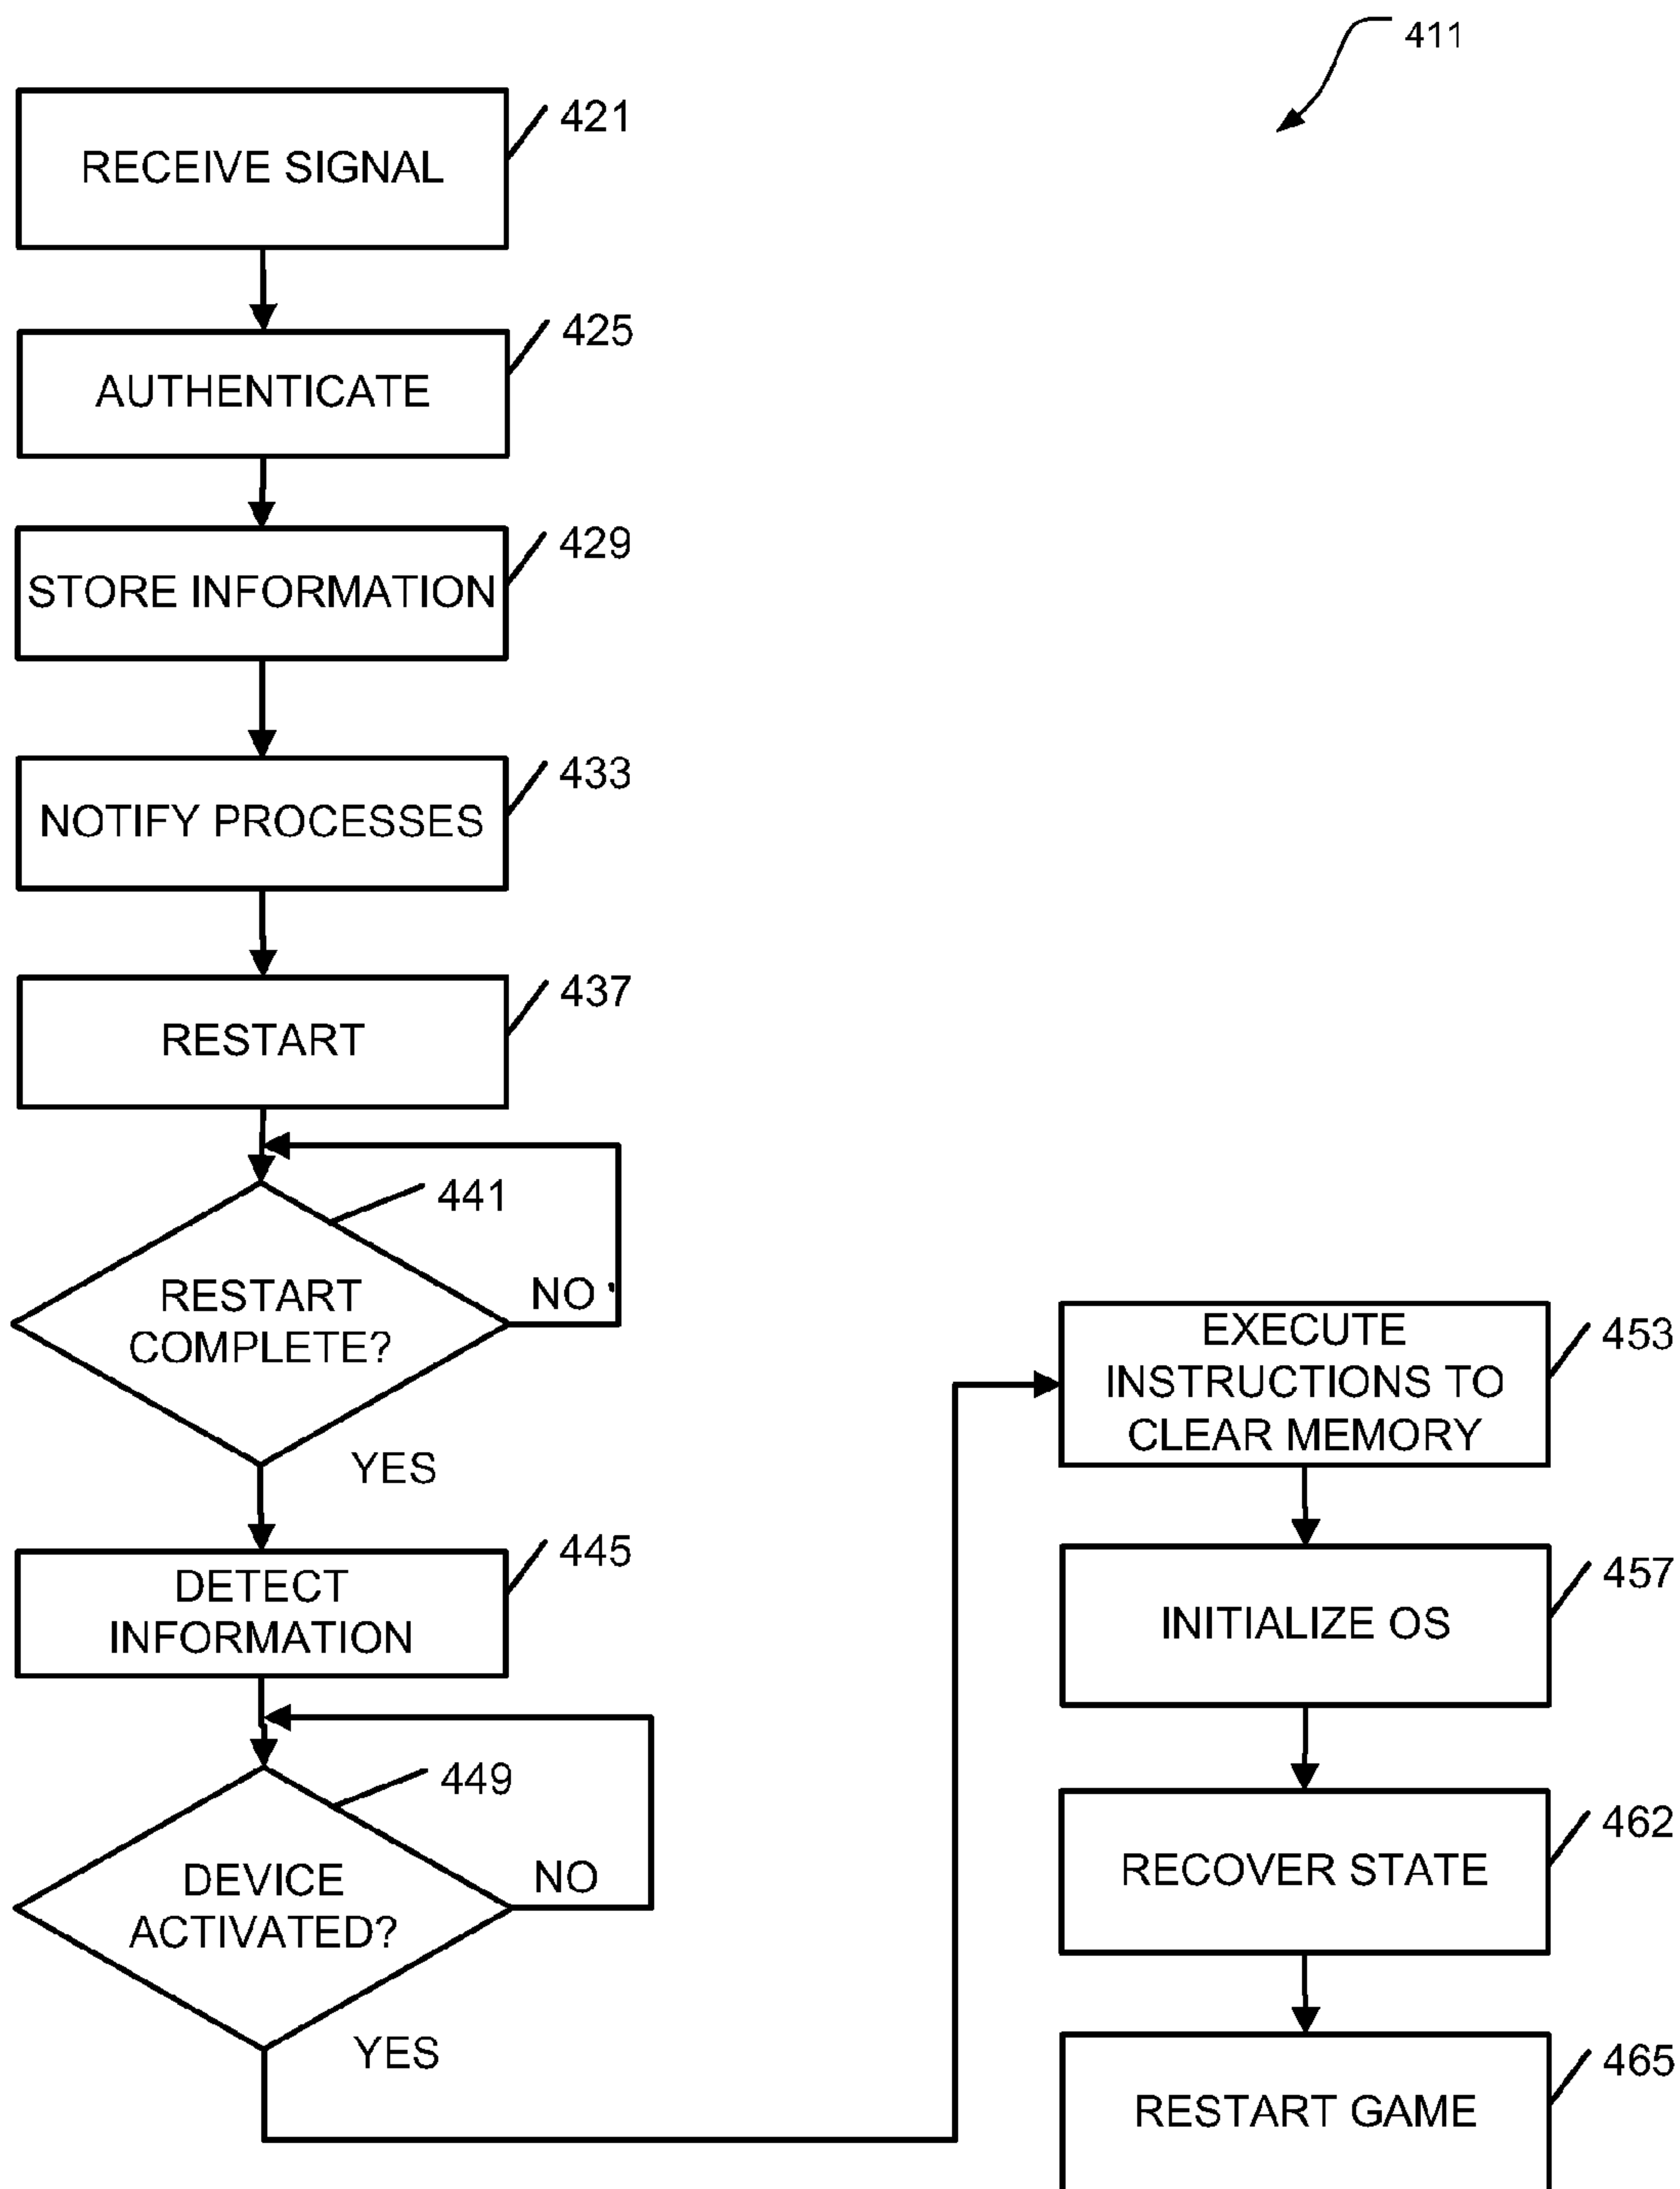 411
RECEIVE SIGNAL
421
AUTHENTICATE
425
STORE INFORMATION
429
NOTIFY PROCESSES
433
RESTART
437
441
RESTART
COMPLETE?
NO
YES
DETECT
INFORMATION
445
449
DEVICE
ACTIVATED?
NO
YES
EXECUTE
INSTRUCTIONS TO
CLEAR MEMORY
453
INITIALIZE OS
457
RECOVER STATE
462
RESTART GAME
465